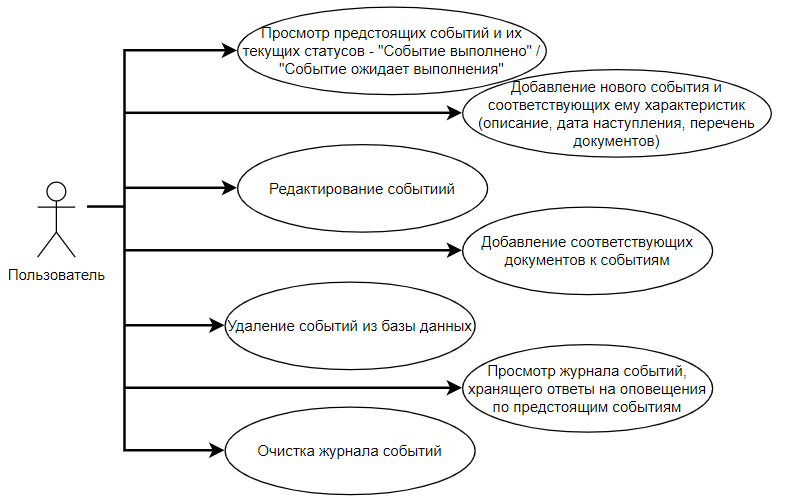 Просмотр предстоящих событий и их
текущих статусов - "Событие выполнено" /
"Событие ожидает выполнения"
Добавление нового события и
соответствующих ему характеристик
(описание, дата наступления, перечень
документов)
Редактирование событиий
Пользователь
Добавление соответствующих
документов к событиям
Удаление событий из базы данных
Просмотр журнала событий,
хранящего ответы на оповещения
по предстоящим событиям
Очистка журнала событий